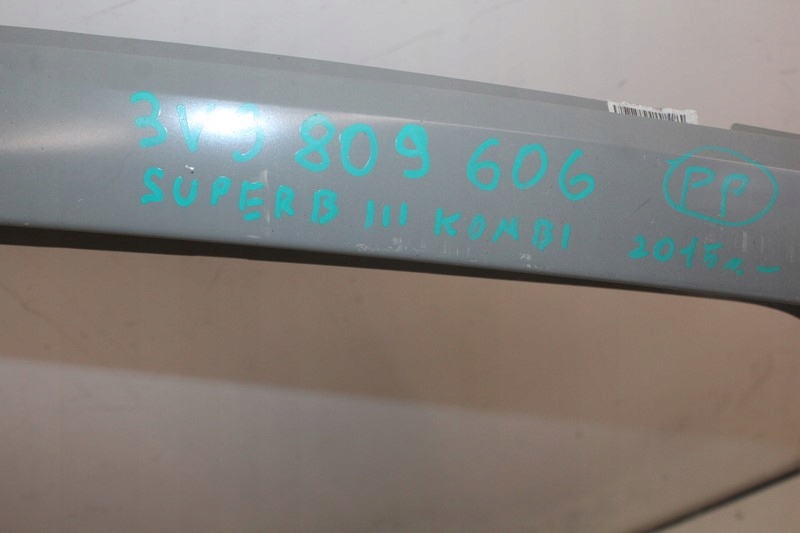 3V9 809 606 PP
SUPERB III KOMBI 2015r.-